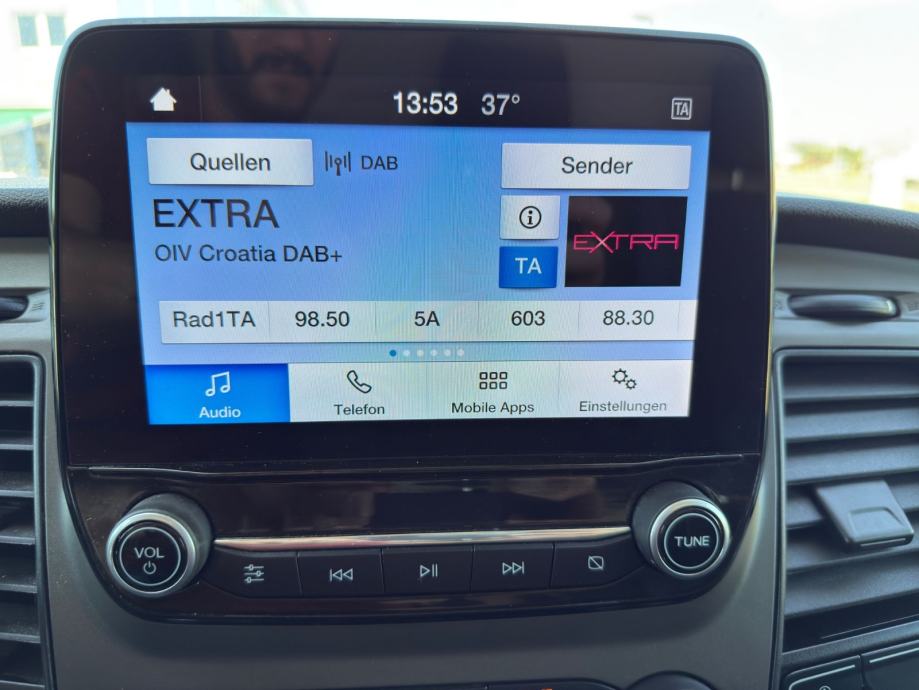 13:53 37° TA
Quellen DAB Sender
EXTRA
OIV Croatia DAB+
TA
EXTRA
Rad1TA 98.50 5A 603 88.30
Audio Telefon Mobile Apps Einstellungen
VOL TUNE